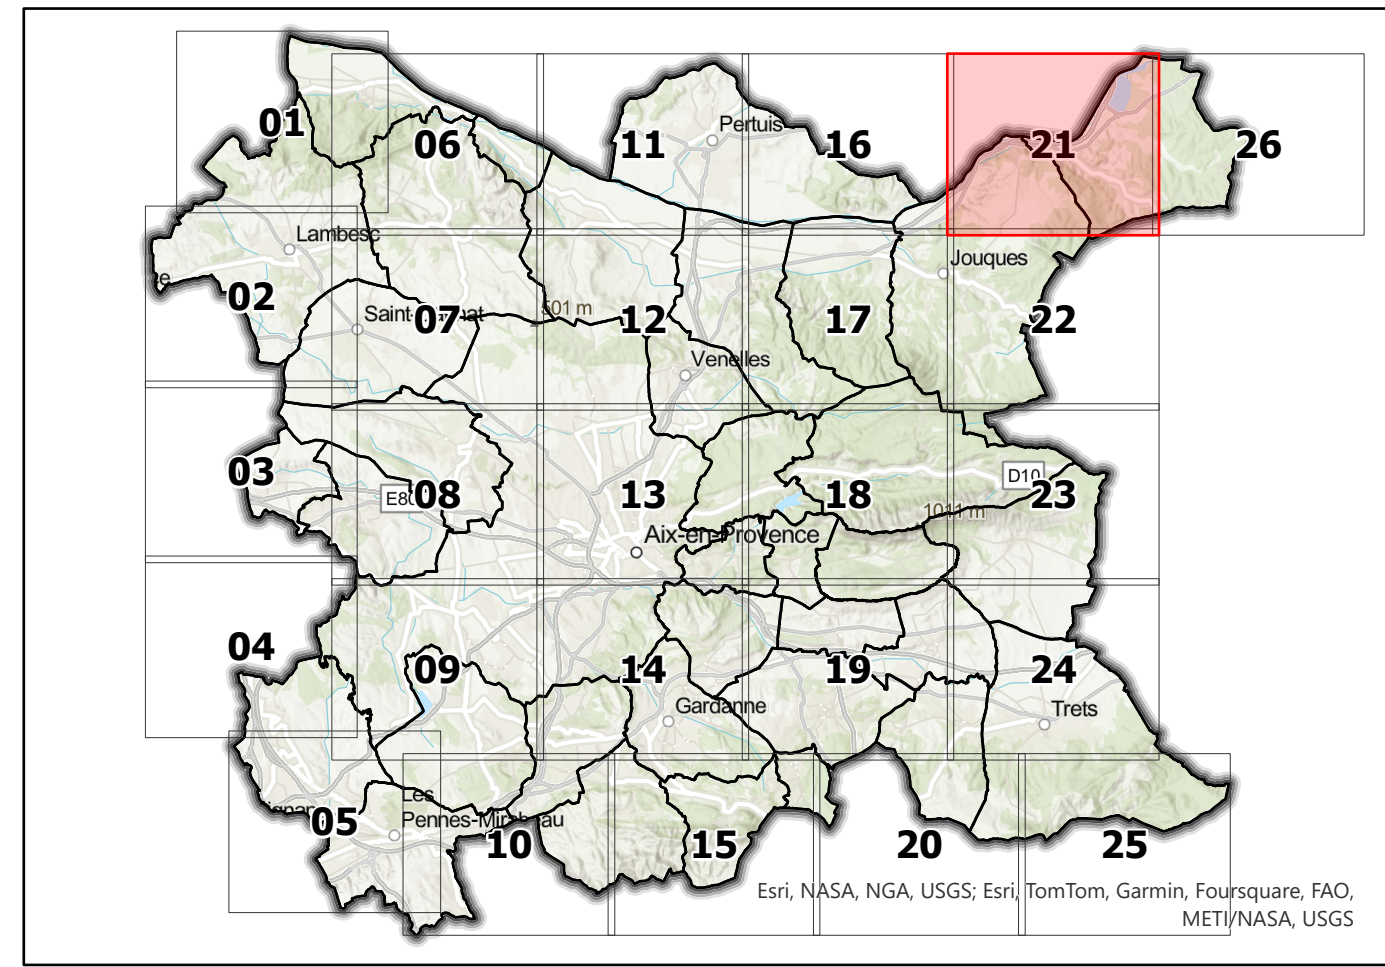 01
06
11
Pertuis
16
21
26
Lambesc
Jouques
02
Saint
nat
07
501 m
12
17
22
Venelles
03
E80
08
13
18
D10
23
1011 m
Aix-en-Provence
04
09
14
19
24
Gardanne
Trets
05
Les
Pennes-Mirabeau
10
15
20
25
Esri, NASA, NGA, USGS; Esri, TomTom, Garmin, Foursquare, FAO,
METI/NASA, USGS